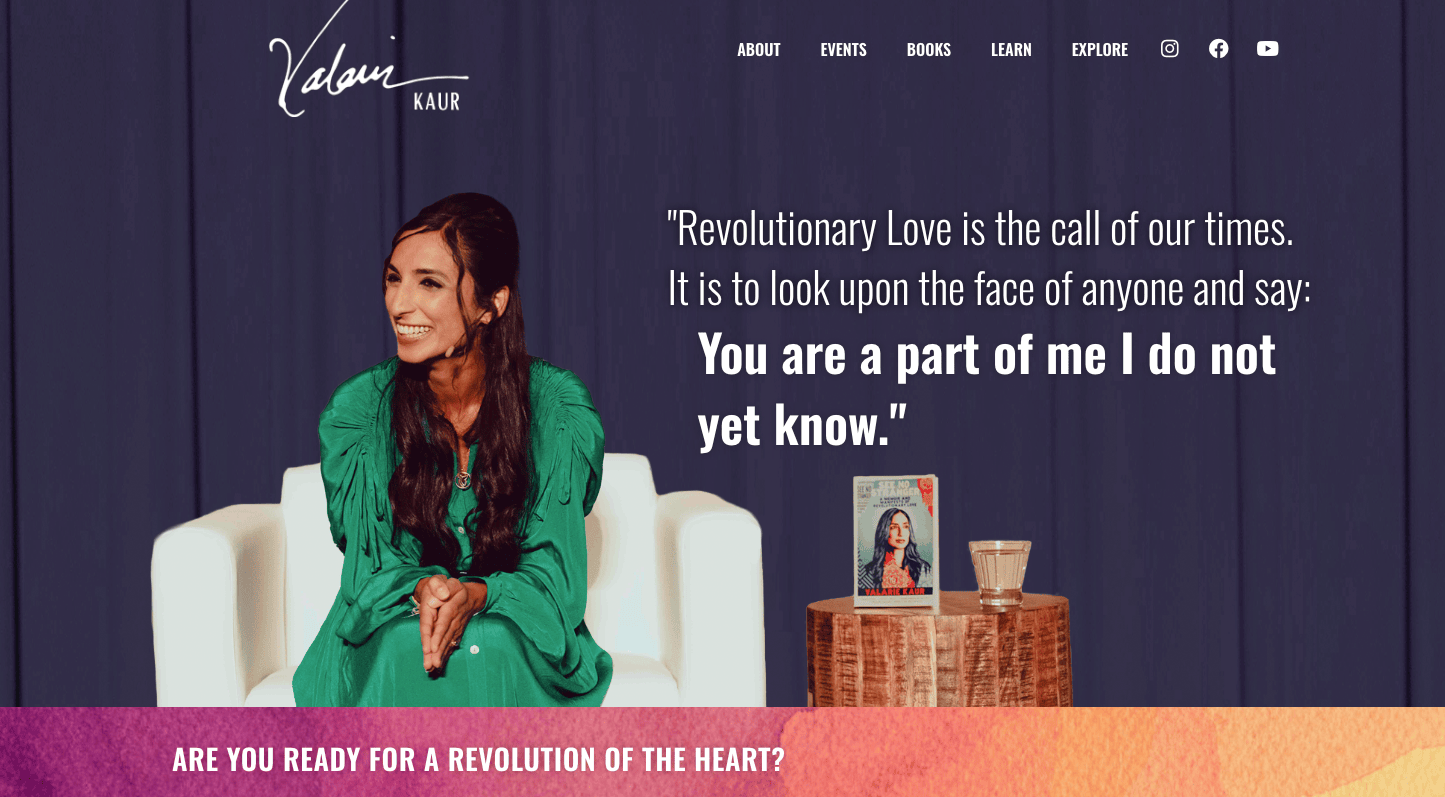 Valarie
KAUR
ABOUT EVENTS BOOKS LEARN EXPLORE
"Revolutionary Love is the call of our times.
It is to look upon the face of anyone and say:
You are a part of me I do not
yet know."
SEE NO
STRANGER
A MEMOIR AND
MANIFESTO OF
REVOLUTIONARY LOVE
VALARIE KAUR
ARE YOU READY FOR A REVOLUTION OF THE HEART?